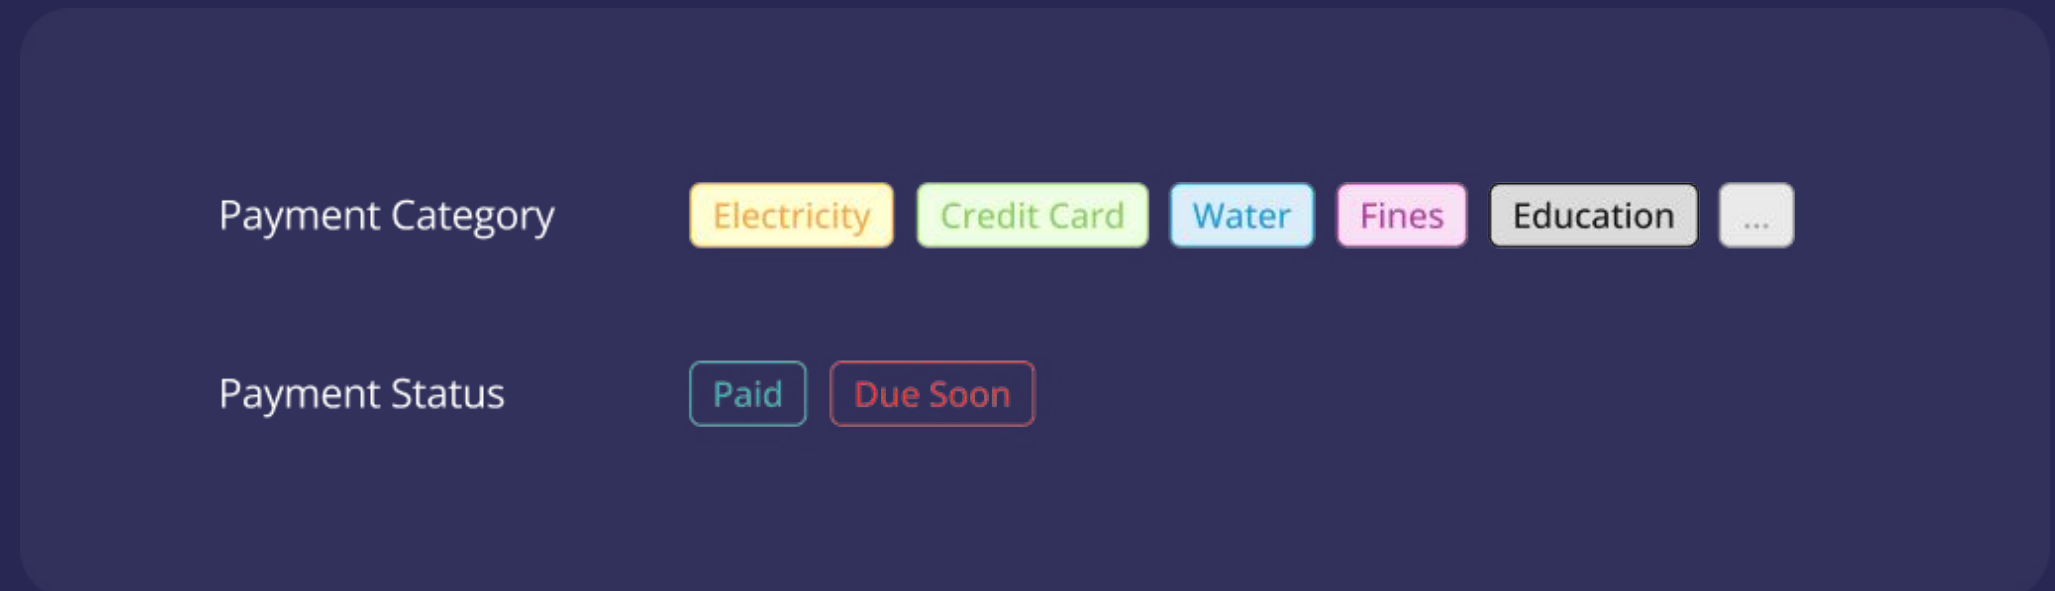 Payment Category Electricity Credit Card Water Fines Education ...
Payment Status Paid Due Soon